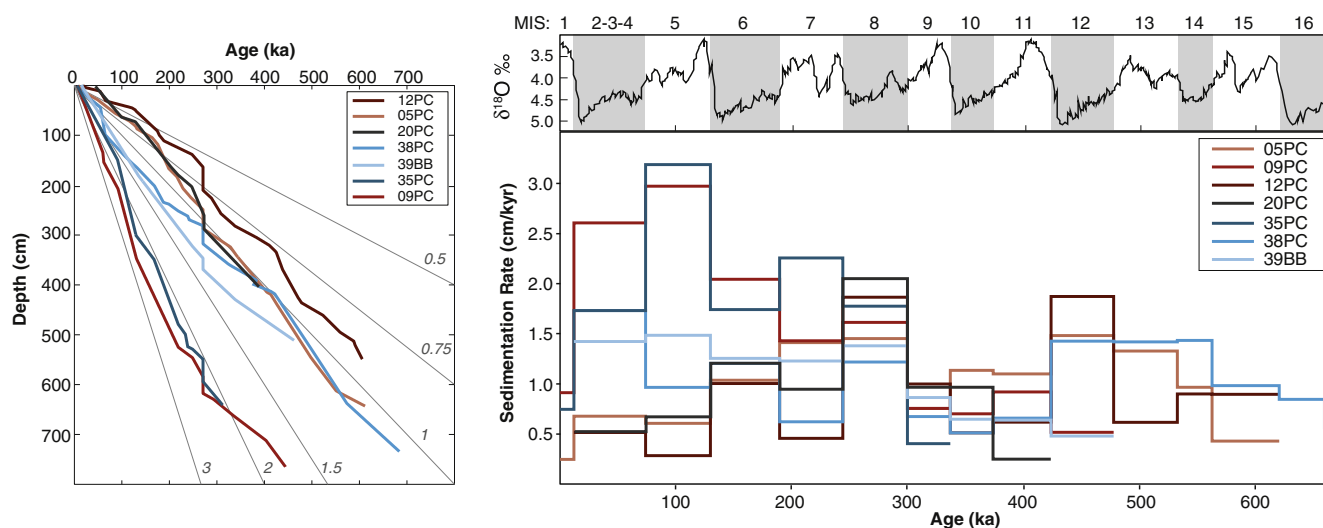 Age (ka)
0 100 200 300 400 500 600 700
0
100
200
300
400
500
600
700
Depth (cm)
12PC
05PC
20PC
38PC
39BB
35PC
09PC
0.5
0.75
1
1.5
2
3
MIS: 1 2-3-4 5 6 7 8 9 10 11 12 13 14 15 16
δ18O ‰
3.5
4.0
4.5
5.0
Sedimentation Rate (cm/kyr)
3.0
2.5
2.0
1.5
1.0
0.5
05PC
09PC
12PC
20PC
35PC
38PC
39BB
100 200 300 400 500 600
Age (ka)